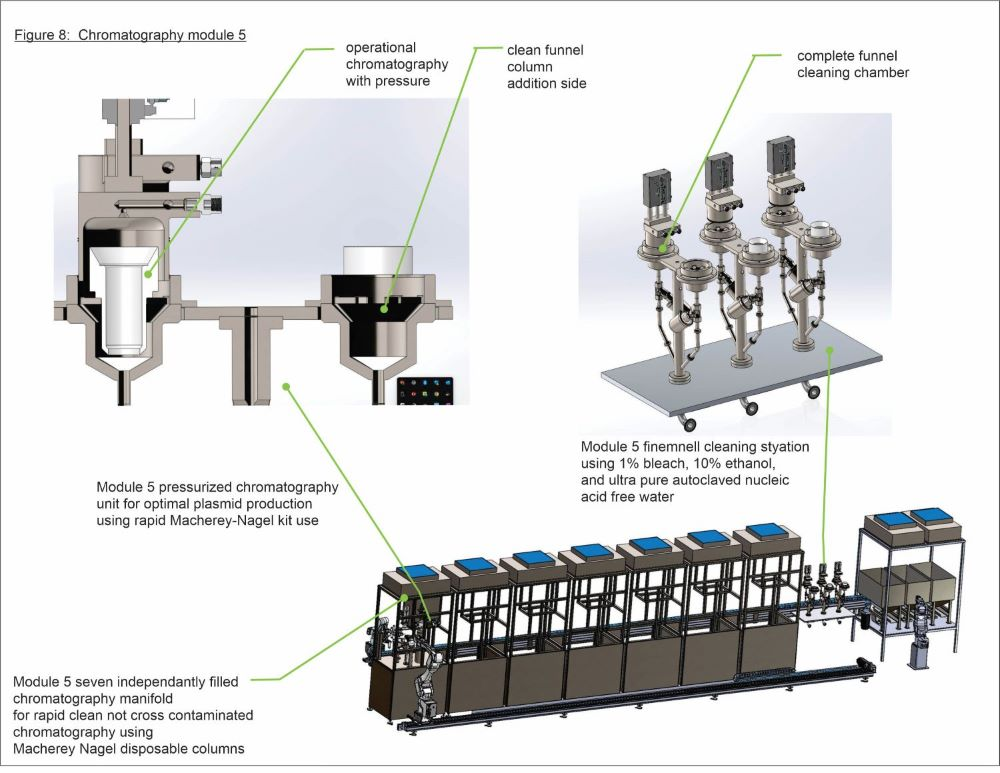 Figure 8:  Chromatography module 5
operational
chromatography
with pressure
clean funnel
column
addition side
complete funnel
cleaning chamber
Module 5 finemnell cleaning styation
using 1% bleach, 10% ethanol,
and ultra pure autoclaved nucleic
acid free water
Module 5 pressurized chromatography
unit for optimal plasmid production
using rapid Macherey-Nagel kit use
Module 5 seven independantly filled
chromatography manifold
for rapid clean not cross contaminated
chromatography using
Macherey Nagel disposable columns